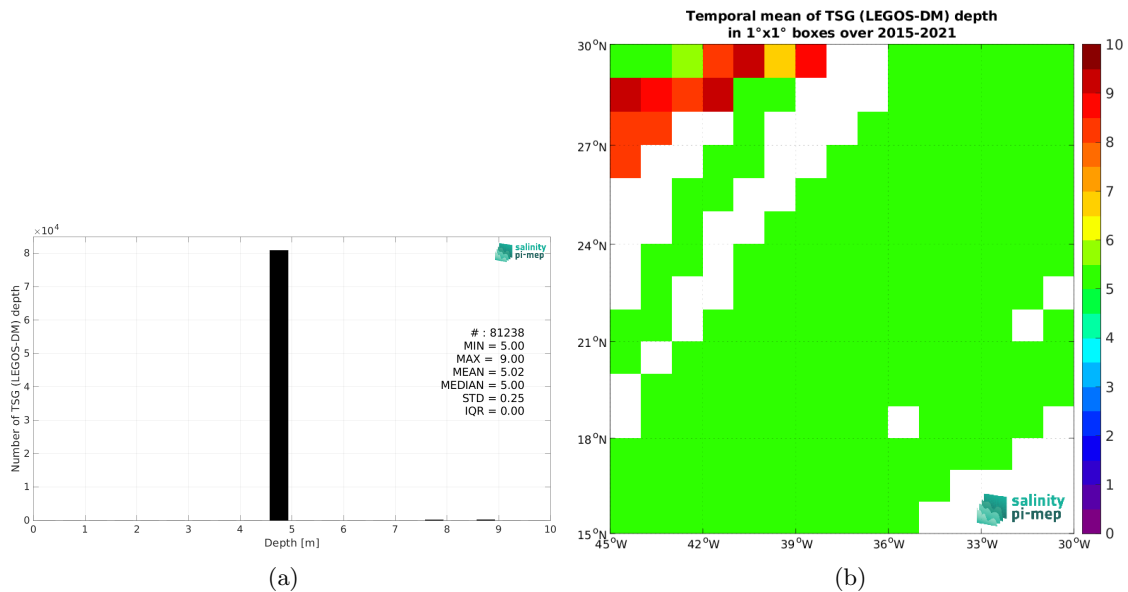 ×10⁴
8
7
6
5
4
3
2
1
0
Number of TSG (LEGOS-DM) depth
salinity
pi-mep
# : 81238
MIN = 5.00
MAX = 9.00
MEAN = 5.02
MEDIAN = 5.00
STD = 0.25
IQR = 0.00
0 1 2 3 4 5 6 7 8 9 10
Depth [m]
(a)
Temporal mean of TSG (LEGOS-DM) depth
in 1°x1° boxes over 2015-2021
30°N
27°N
24°N
21°N
18°N
15°N
45°W 42°W 39°W 36°W 33°W 30°W
salinity
pi-mep
10
9
8
7
6
5
4
3
2
1
0
(b)